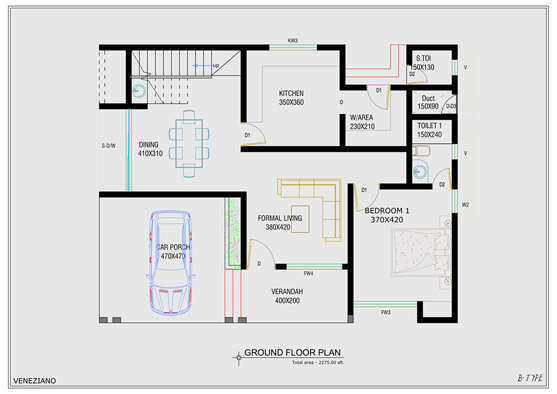 KW3
S.TOI
150X130
D2
V
up
KITCHEN
350X360
D1
O
W/AREA
230X210
Duct
150X90
D-D3
TOILET 1
150X240
V
S-D/W
DINING
410X310
D1
D2
D1
W2
BEDROOM 1
370X420
FORMAL LIVING
380X420
CAR PORCH
470X470
D
FW4
VERANDAH
400X200
FW3
GROUND FLOOR PLAN
Total area - 2275.00 sft.
VENEZIANO
B-TYPE